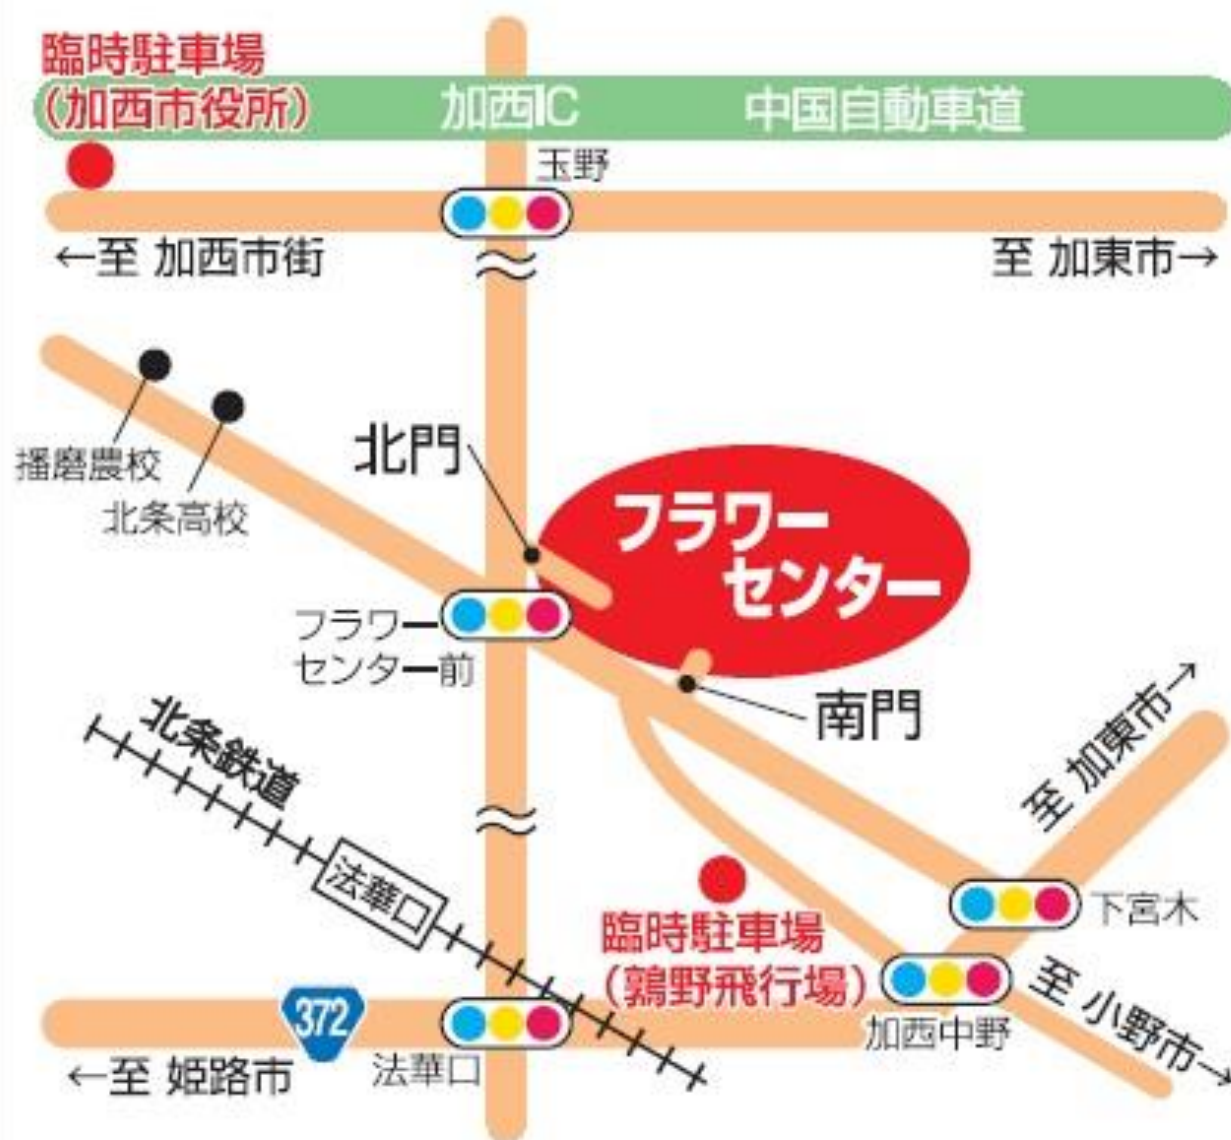 臨時駐車場
(加西市役所)
加西IC
中国自動車道
玉野
←至 加西市街
至 加東市→
播磨農校
北条高校
北門
フラワー
センター
フラワー
センター前
南門
北条鉄道
至 加東市→
法華口
下宮木
臨時駐車場
(鶉野飛行場)
至 小野市→
372
加西中野
←至 姫路市
法華口